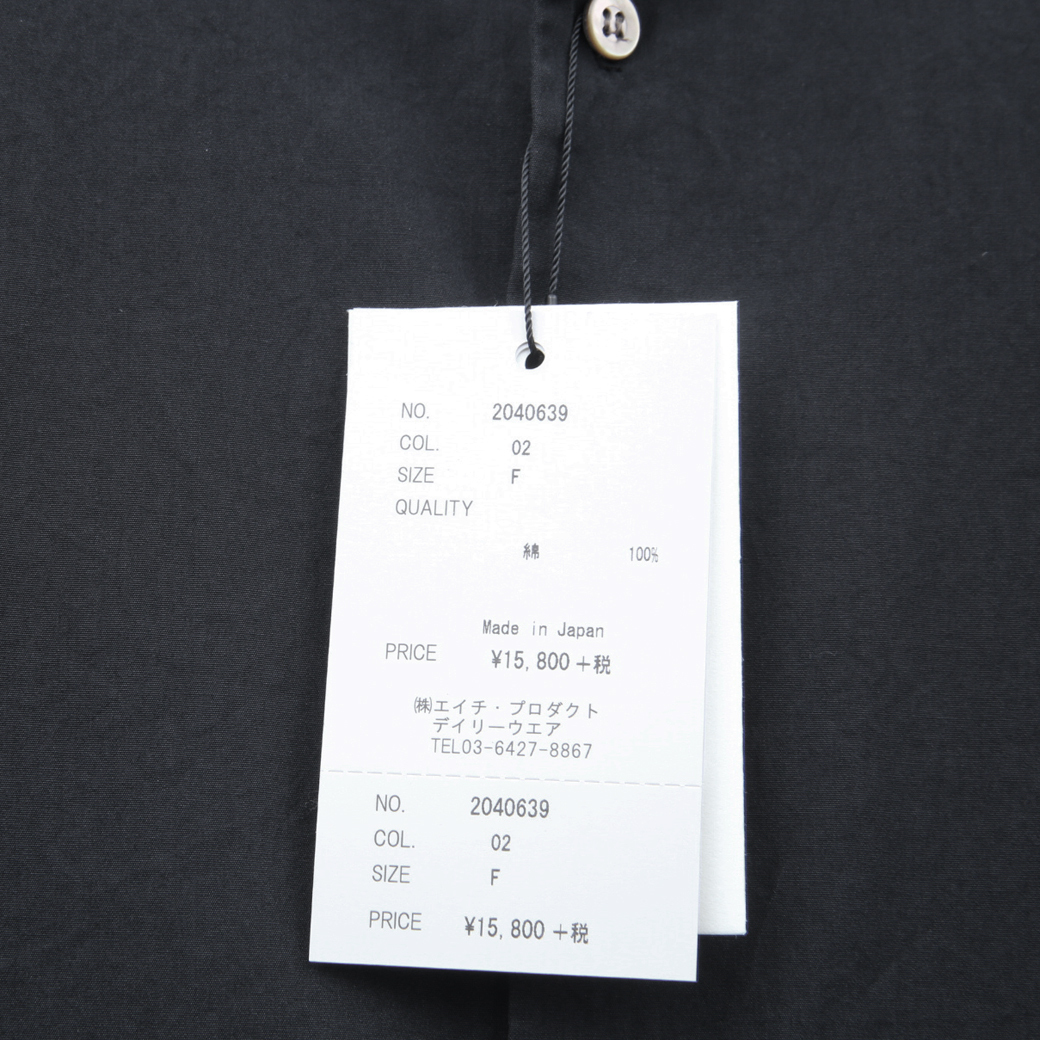 NO. 2040639
COL. 02
SIZE F
QUALITY
綿 100%
Made in Japan
PRICE ¥15,800+税
㈱エイチ・プロダクト
デイリーウエア
TEL03-6427-8867
NO. 2040639
COL. 02
SIZE F
PRICE ¥15,800+税